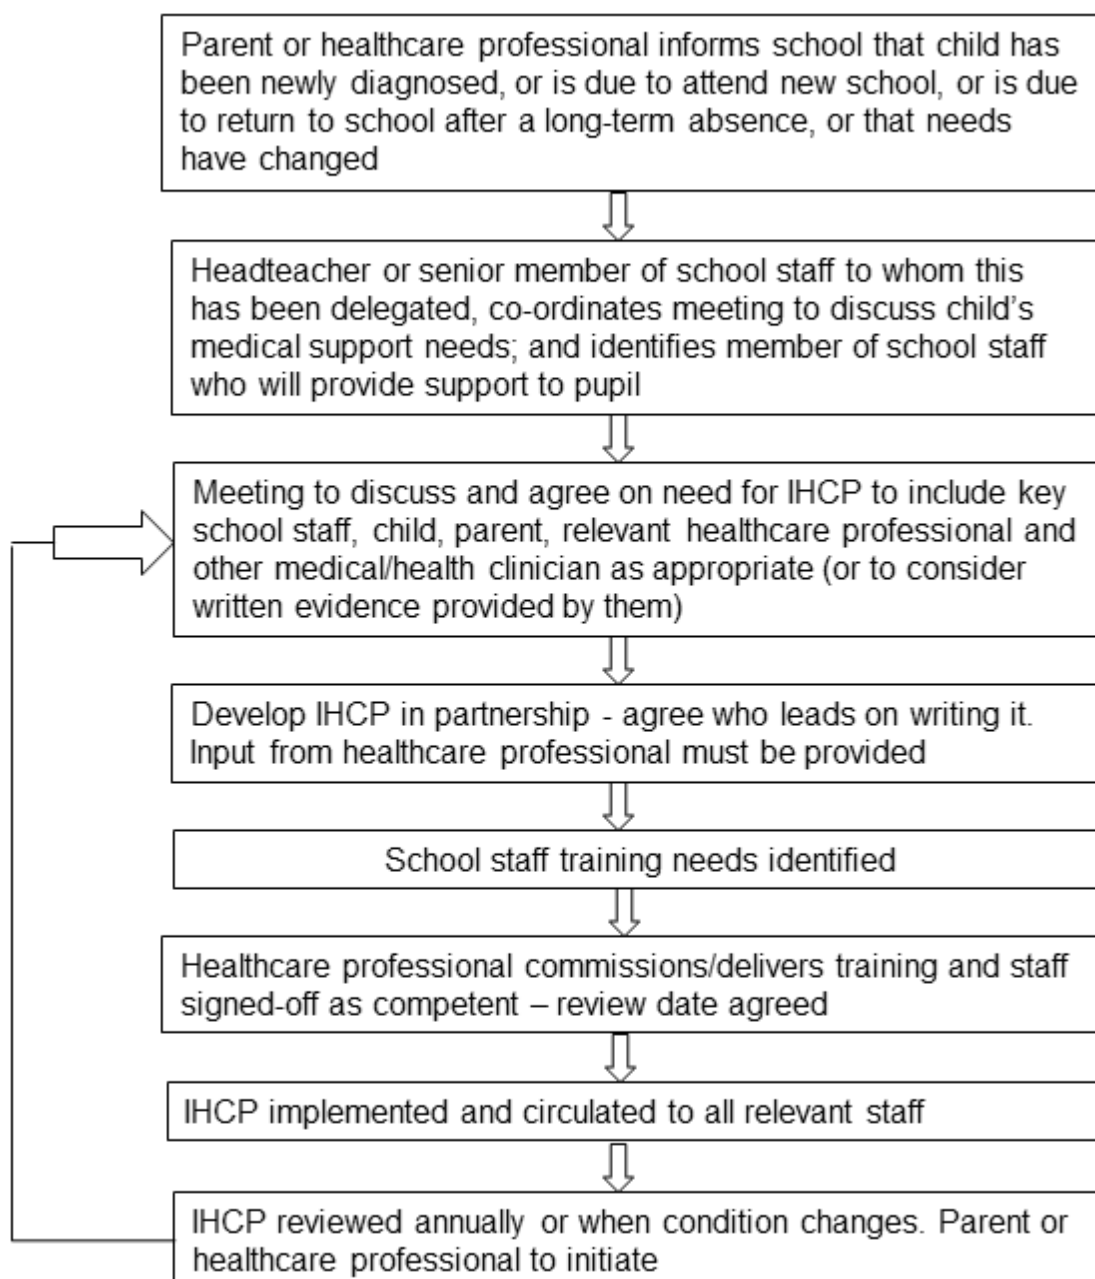 Parent or healthcare professional informs school that child has
been newly diagnosed, or is due to attend new school, or is due
to return to school after a long-term absence, or that needs
have changed
Headteacher or senior member of school staff to whom this
has been delegated, co-ordinates meeting to discuss child's
medical support needs; and identifies member of school staff
who will provide support to pupil
Meeting to discuss and agree on need for IHCP to include key
school staff, child, parent, relevant healthcare professional and
other medical/health clinician as appropriate (or to consider
written evidence provided by them)
Develop IHCP in partnership - agree who leads on writing it.
Input from healthcare professional must be provided
School staff training needs identified
Healthcare professional commissions/delivers training and staff
signed-off as competent – review date agreed
IHCP implemented and circulated to all relevant staff
IHCP reviewed annually or when condition changes. Parent or
healthcare professional to initiate